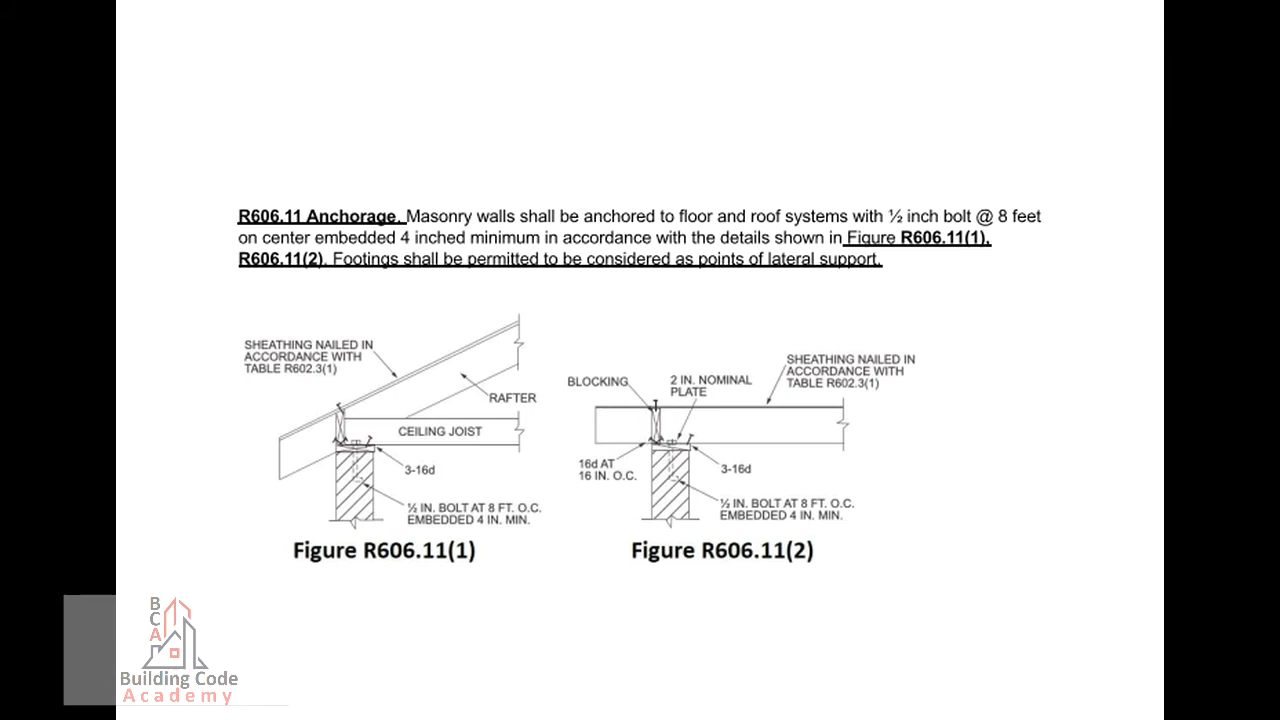 R606.11 Anchorage. Masonry walls shall be anchored to floor and roof systems with ½ inch bolt @ 8 feet
on center embedded 4 inched minimum in accordance with the details shown in Figure R606.11(1),
R606.11(2). Footings shall be permitted to be considered as points of lateral support.
SHEATHING NAILED IN
ACCORDANCE WITH
TABLE R602.3(1)
RAFTER
CEILING JOIST
3-16d
½ IN. BOLT AT 8 FT. O.C.
EMBEDDED 4 IN. MIN.
Figure R606.11(1)
BLOCKING
2 IN. NOMINAL
PLATE
SHEATHING NAILED IN
ACCORDANCE WITH
TABLE R602.3(1)
16d AT
16 IN. O.C.
3-16d
½ IN. BOLT AT 8 FT. O.C.
EMBEDDED 4 IN. MIN.
Figure R606.11(2)
B
C
A
Building Code
Academy